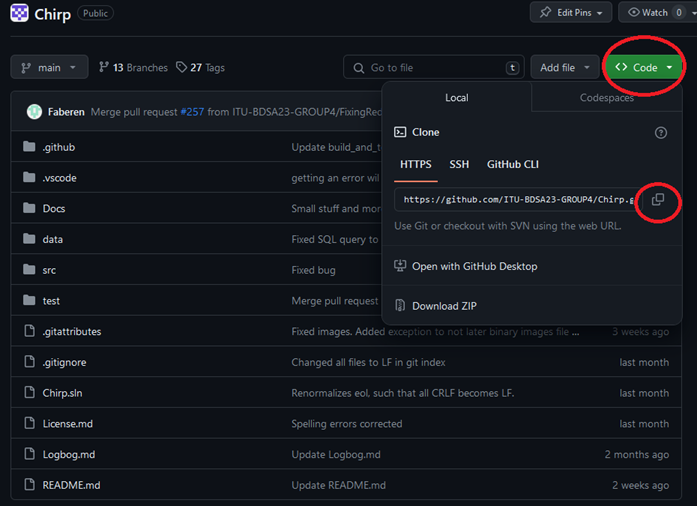 Chirp Public
Edit Pins
Watch 0
main
13 Branches
27 Tags
Go to file
t
Add file
<> Code
Faberen Merge pull request #257 from ITU-BDSA23-GROUP4/FixingRed
Local
Codespaces
Clone
HTTPS
SSH
GitHub CLI
https://github.com/ITU-BDSA23-GROUP4/Chirp.g
Use Git or checkout with SVN using the web URL.
Open with GitHub Desktop
Download ZIP
.github Update build_and_t
.vscode getting an error wil
Docs Small stuff and mor
data Fixed SQL query to
src Fixed bug
test Merge pull request
.gitattributes Fixed images. Added exception to not later binary images file ... 3 weeks ago
.gitignore Changed all files to LF in git index last month
Chirp.sln Renormalizes eol, such that all CRLF becomes LF. last month
License.md Spelling errors corrected last month
Logbog.md Update Logbog.md 2 months ago
README.md Update README.md 2 weeks ago